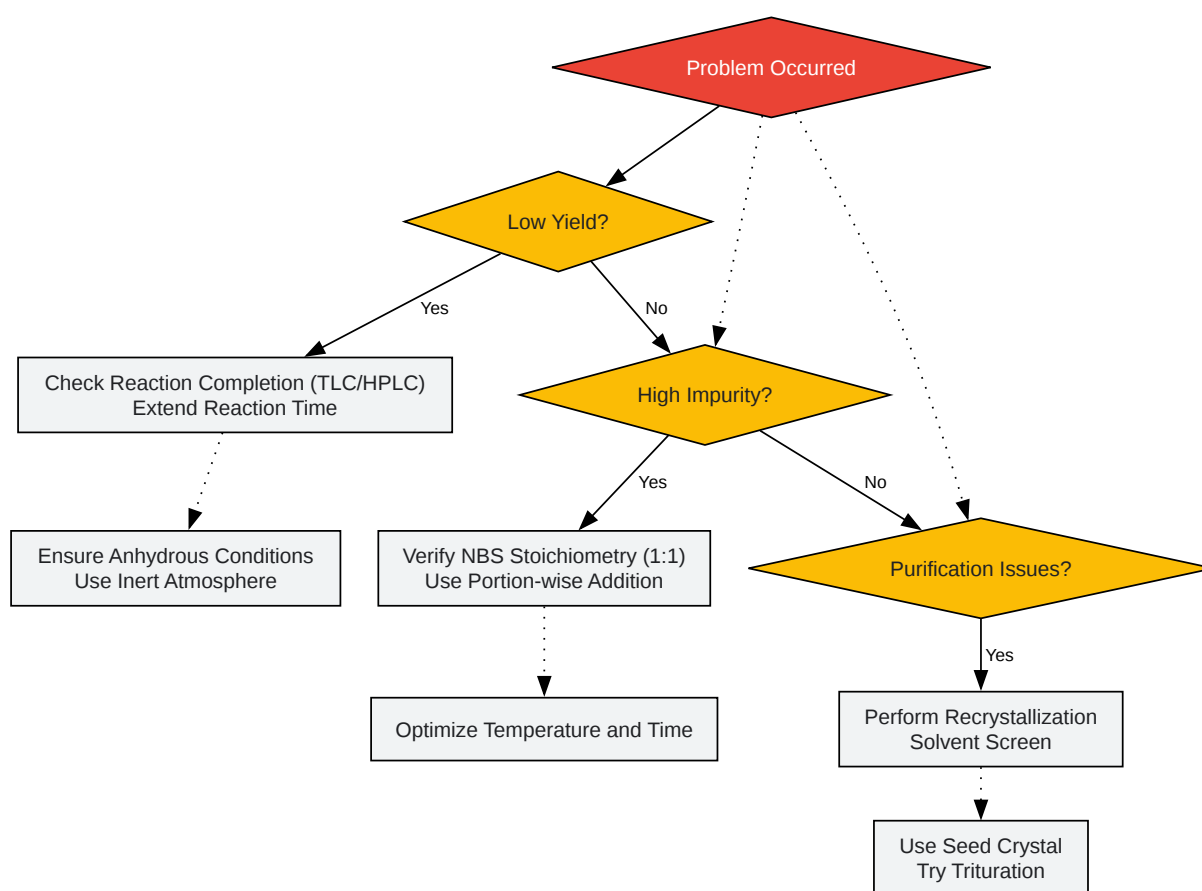 Problem Occurred
Low Yield?
Yes
No
Check Reaction Completion (TLC/HPLC)
Extend Reaction Time
High Impurity?
Yes
No
Ensure Anhydrous Conditions
Use Inert Atmosphere
Verify NBS Stoichiometry (1:1)
Use Portion-wise Addition
Purification Issues?
Yes
Optimize Temperature and Time
Perform Recrystallization
Solvent Screen
Use Seed Crystal
Try Trituration